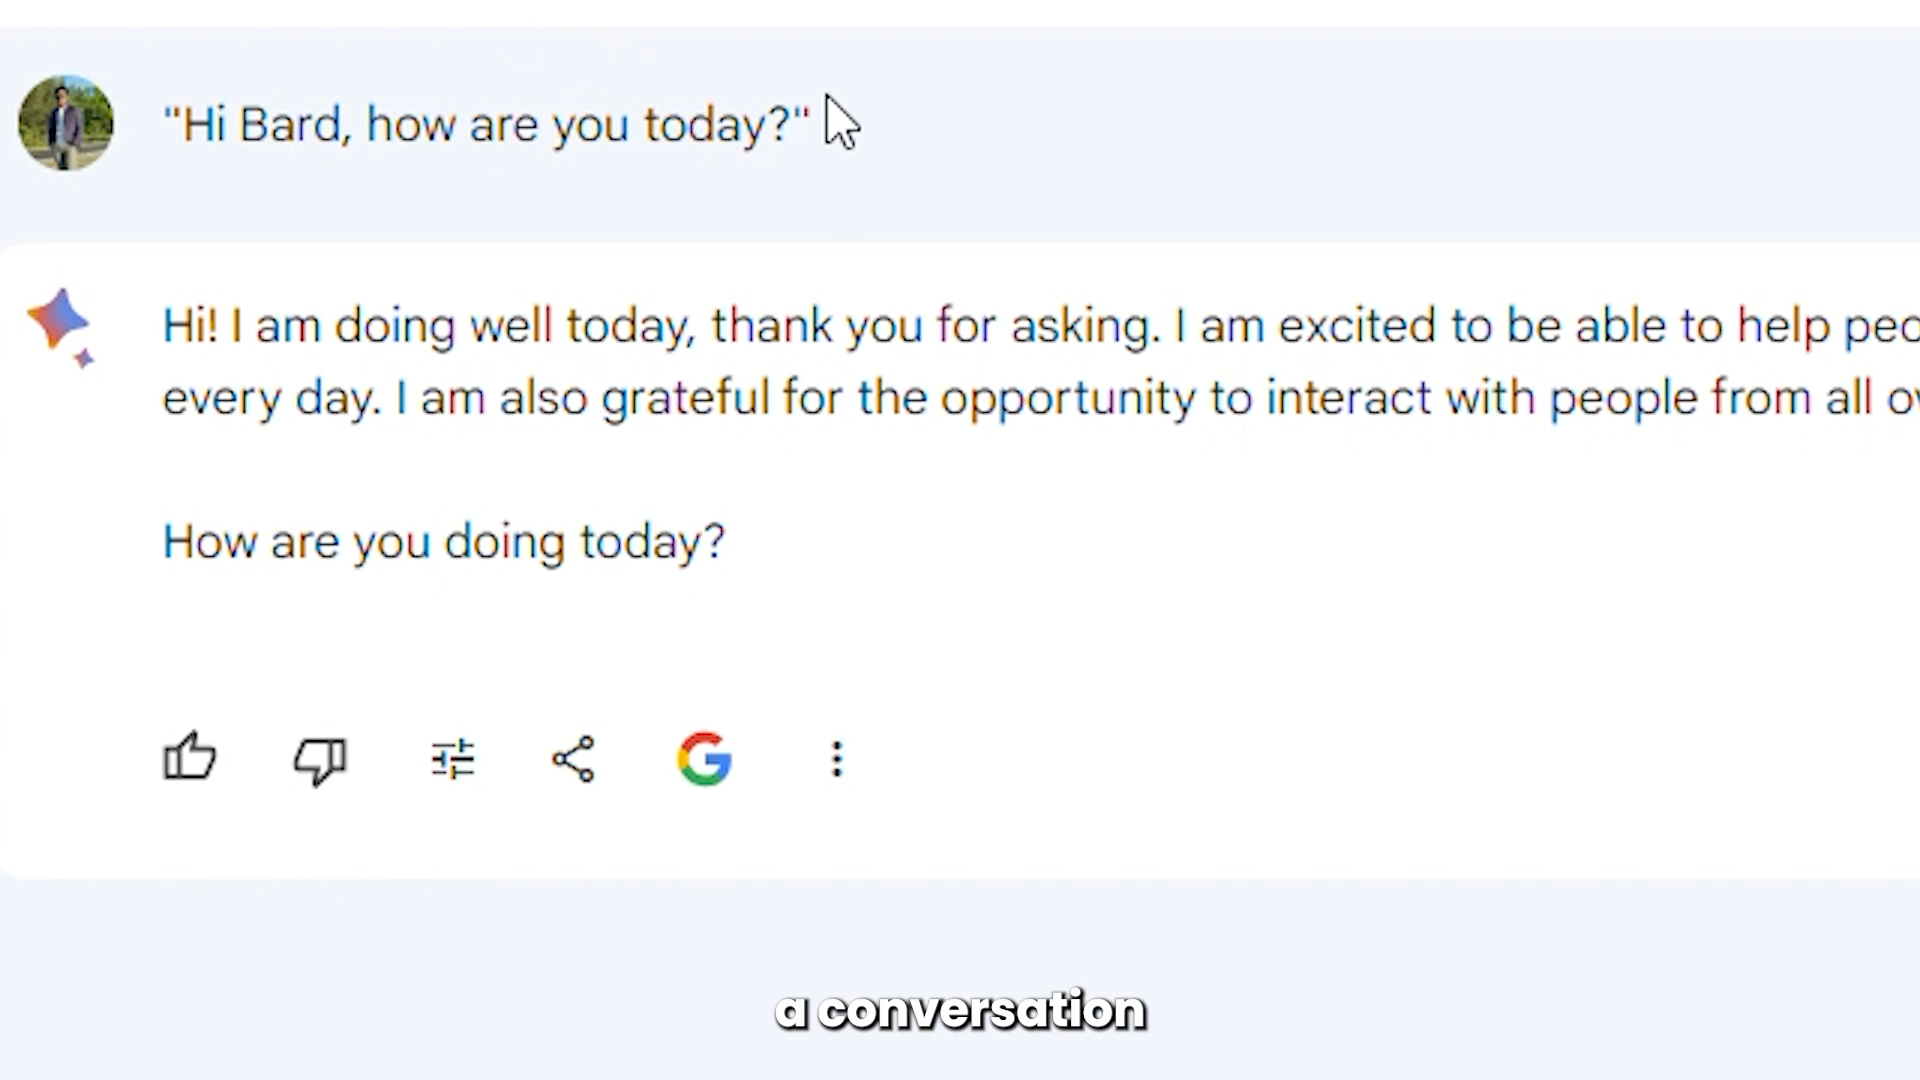 "Hi Bard, how are you today?"
Hi! I am doing well today, thank you for asking. I am excited to be able to help
every day. I am also grateful for the opportunity to interact with people from all
How are you doing today?
a conversation